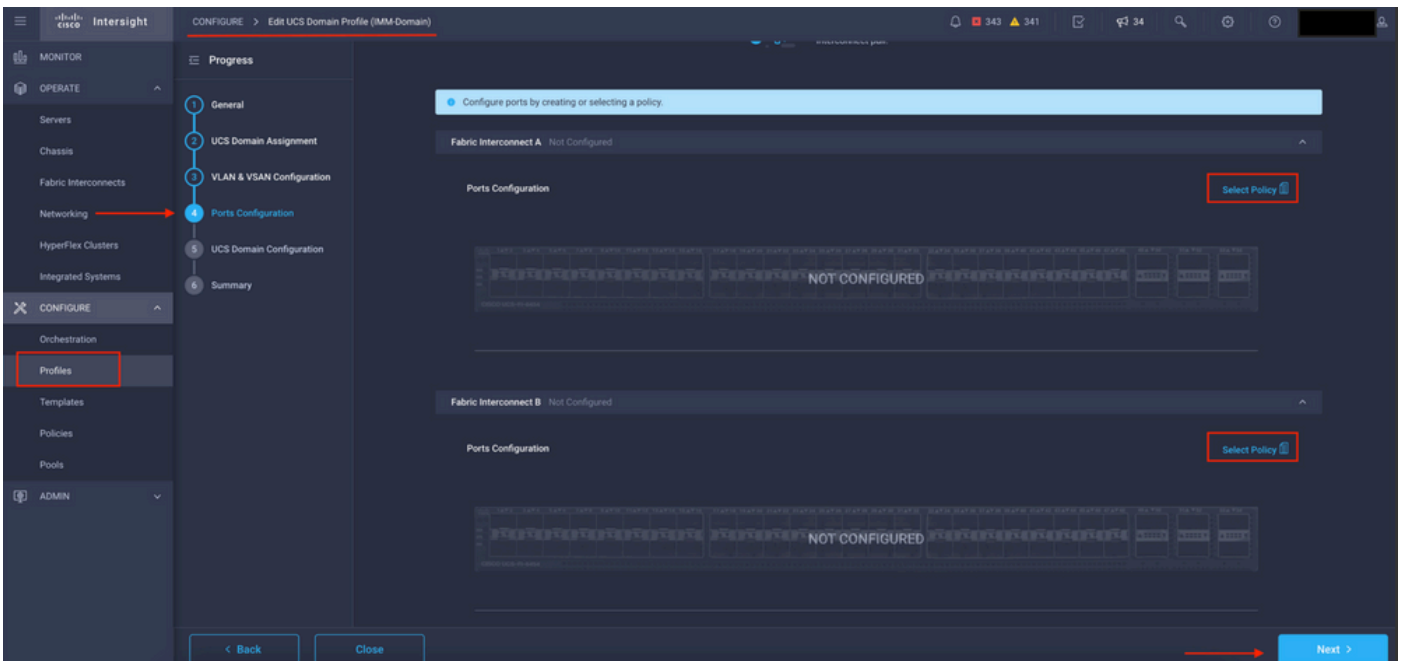 cisco Intersight
CONFIGURE > Edit UCS Domain Profile (IMM-Domain)
343 341
34
MONITOR
OPERATE
Servers
Chassis
Fabric Interconnects
Networking
HyperFlex Clusters
Integrated Systems
CONFIGURE
Orchestration
Profiles
Templates
Policies
Pools
ADMIN
Progress
1 General
2 UCS Domain Assignment
3 VLAN & VSAN Configuration
4 Ports Configuration
5 UCS Domain Configuration
6 Summary
Interconnect pair.
Configure ports by creating or selecting a policy.
Fabric Interconnect A Not Configured
Ports Configuration
Select Policy
NOT CONFIGURED
Fabric Interconnect B Not Configured
Ports Configuration
Select Policy
NOT CONFIGURED
< Back
Close
Next >